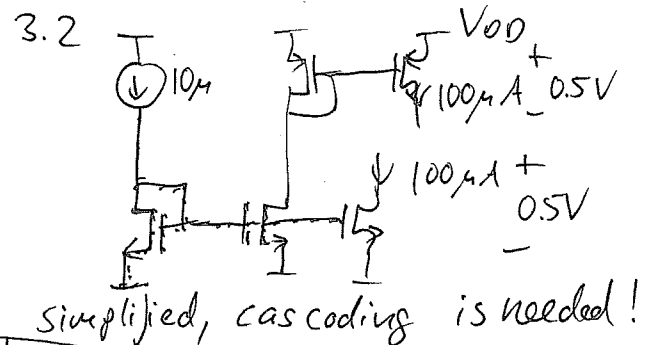 3.2
VDD
10μ
+
100μA
0.5V
-
100μA
+
0.5V
-
simplified, cascoding is needed!